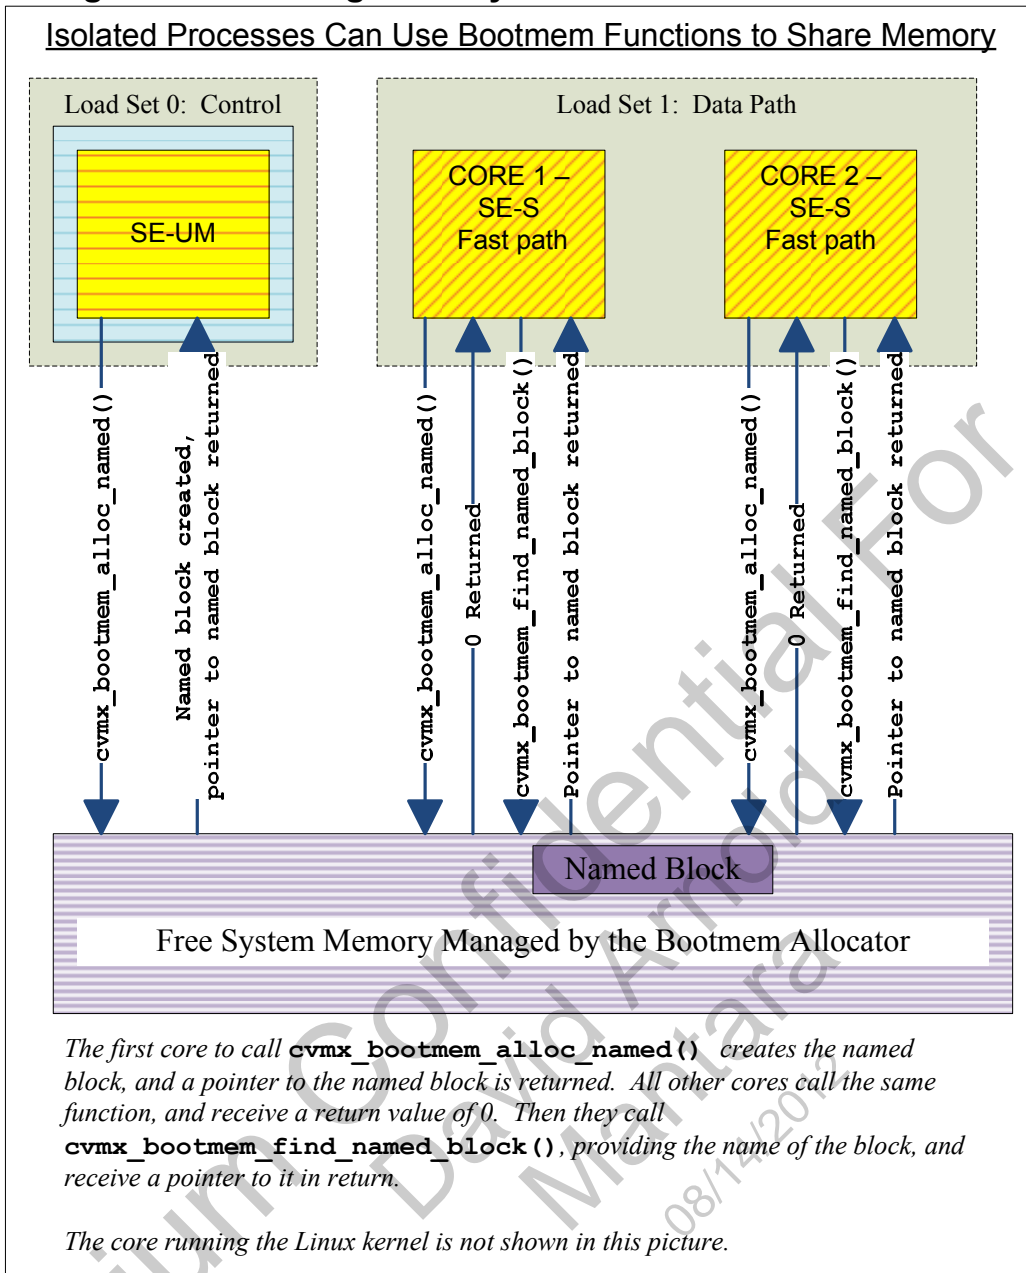 Isolated Processes Can Use Bootmem Functions to Share Memory
Load Set 0: Control
SE-UM
Load Set 1: Data Path
CORE 1 –
SE-S
Fast path
CORE 2 –
SE-S
Fast path
cvmx_bootmem_alloc_named()
Named block created,
pointer to named block returned
cvmx_bootmem_alloc_named()
0 Returned
cvmx_bootmem_find_named_block()
Pointer to named block returned
cvmx_bootmem_alloc_named()
0 Returned
cvmx_bootmem_find_named_block()
Pointer to named block returned
Named Block
Free System Memory Managed by the Bootmem Allocator
The first core to call cvmx_bootmem_alloc_named() creates the named
block, and a pointer to the named block is returned. All other cores call the same
function, and receive a return value of 0. Then they call
cvmx_bootmem_find_named_block(), providing the name of the block, and
receive a pointer to it in return.
The core running the Linux kernel is not shown in this picture.
Confidential For
David Arnold
Mantara
08/14/2012